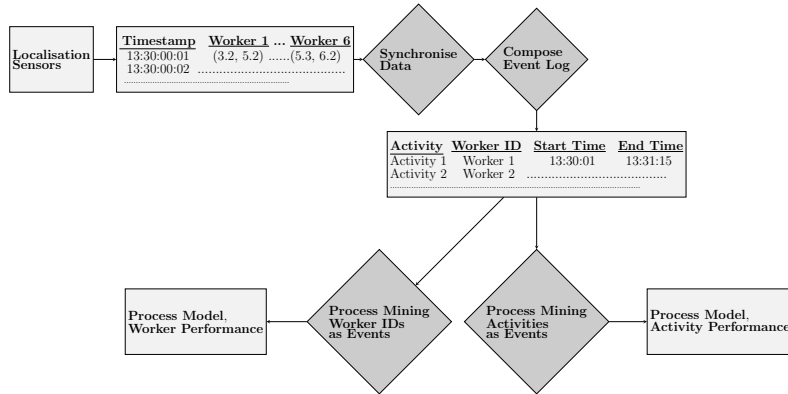 Localisation
Sensors
Timestamp Worker 1 ... Worker 6
13:30:00:01 (3.2, 5.2) ......(5.3, 6.2)
13:30:00:02 ..........................................
Synchronise
Data
Compose
Event Log
Activity Worker ID Start Time End Time
Activity 1 Worker 1 13:30:01 13:31:15
Activity 2 Worker 2 ........................................
Process Model,
Worker Performance
Process Mining
Worker IDs
as Events
Process Mining
Activities
as Events
Process Model,
Activity Performance